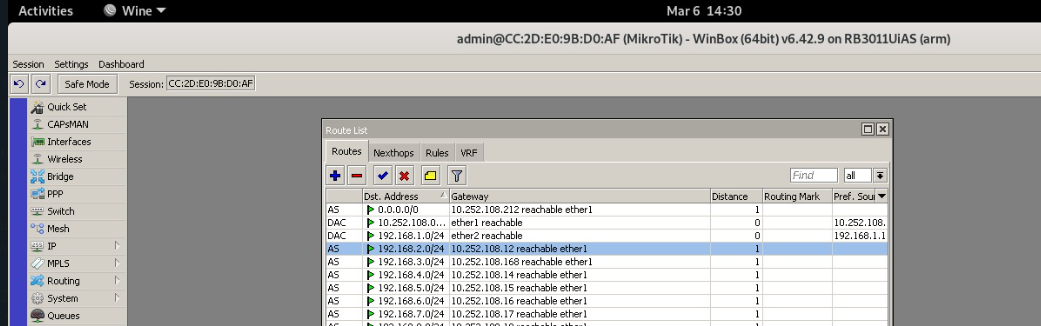 Activities Wine Mar 6 14:30
admin@CC:2D:E0:9B:D0:AF (MikroTik) - WinBox (64bit) v6.42.9 on RB3011UiAS (arm)
Session Settings Dashboard
Safe Mode Session: CC:2D:E0:9B:D0:AF
Quick Set
CAPsMAN
Interfaces
Wireless
Bridge
PPP
Switch
Mesh
IP
MPLS
Routing
System
Queues
Route List
Routes Nexthops Rules VRF
Find all
Dst. Address Gateway Distance Routing Mark Pref. Sou
AS 0.0.0.0/0 10.252.108.212 reachable ether1 1
DAC 10.252.108.0... ether1 reachable 0 10.252.108.
DAC 192.168.1.0/24 ether2 reachable 0 192.168.1.1
AS 192.168.2.0/24 10.252.108.12 reachable ether1 1
AS 192.168.3.0/24 10.252.108.168 reachable ether1 1
AS 192.168.4.0/24 10.252.108.14 reachable ether1 1
AS 192.168.5.0/24 10.252.108.15 reachable ether1 1
AS 192.168.6.0/24 10.252.108.16 reachable ether1 1
AS 192.168.7.0/24 10.252.108.17 reachable ether1 1
AS